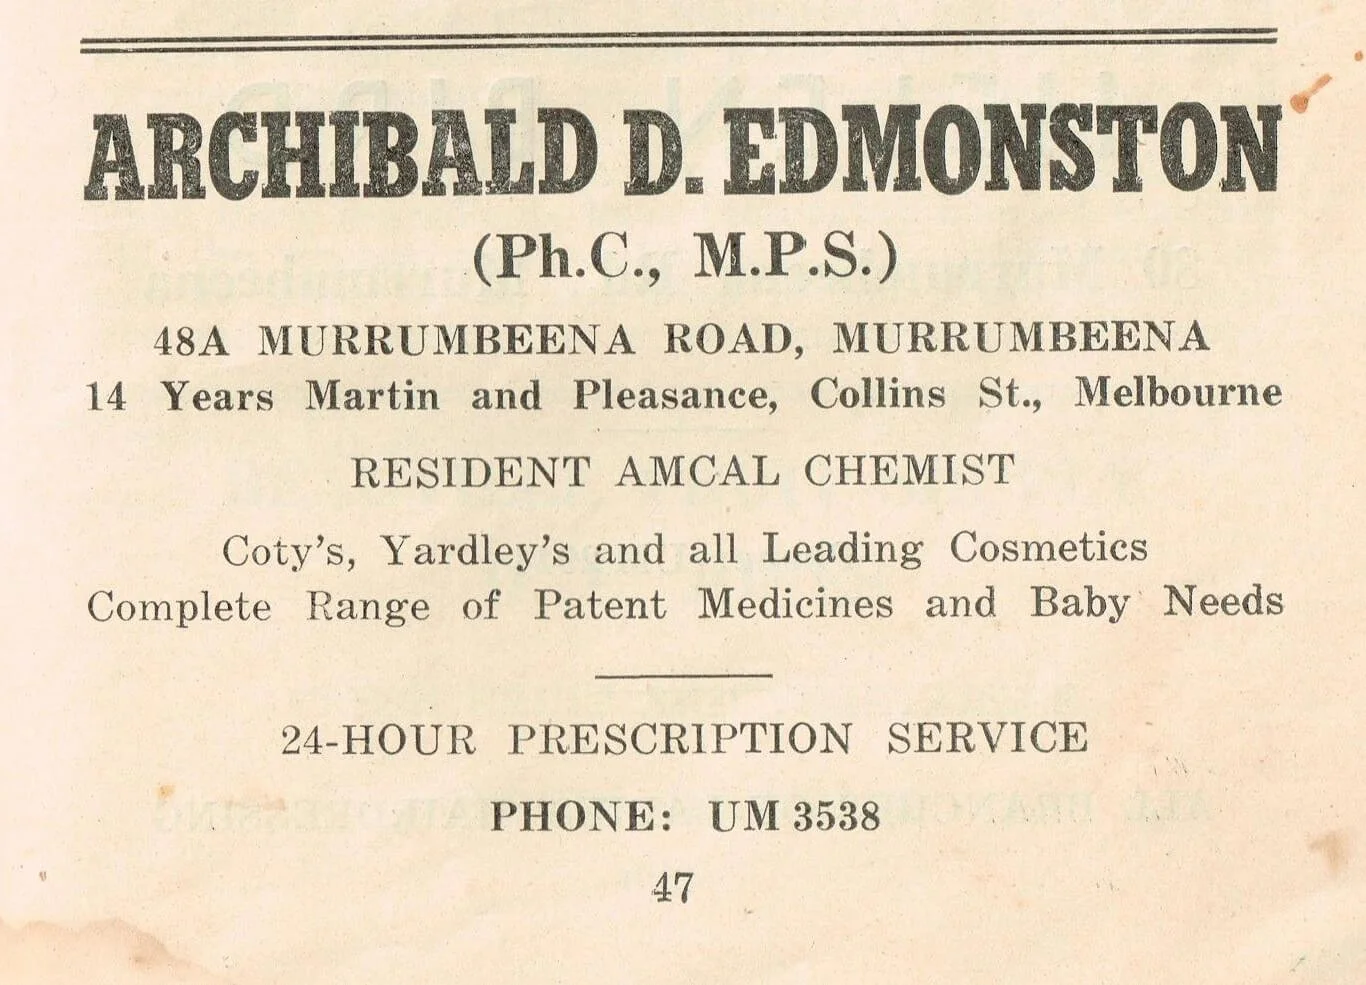 ARCHIBALD D. EDMONSTON
(Ph.C., M.P.S.)
48A MURRUMBEENA ROAD, MURRUMBEENA
14 Years Martin and Pleasance, Collins St., Melbourne
RESIDENT AMCAL CHEMIST
Coty's, Yardley's and all Leading Cosmetics
Complete Range of Patent Medicines and Baby Needs
24-HOUR PRESCRIPTION SERVICE
PHONE: UM 3538
47